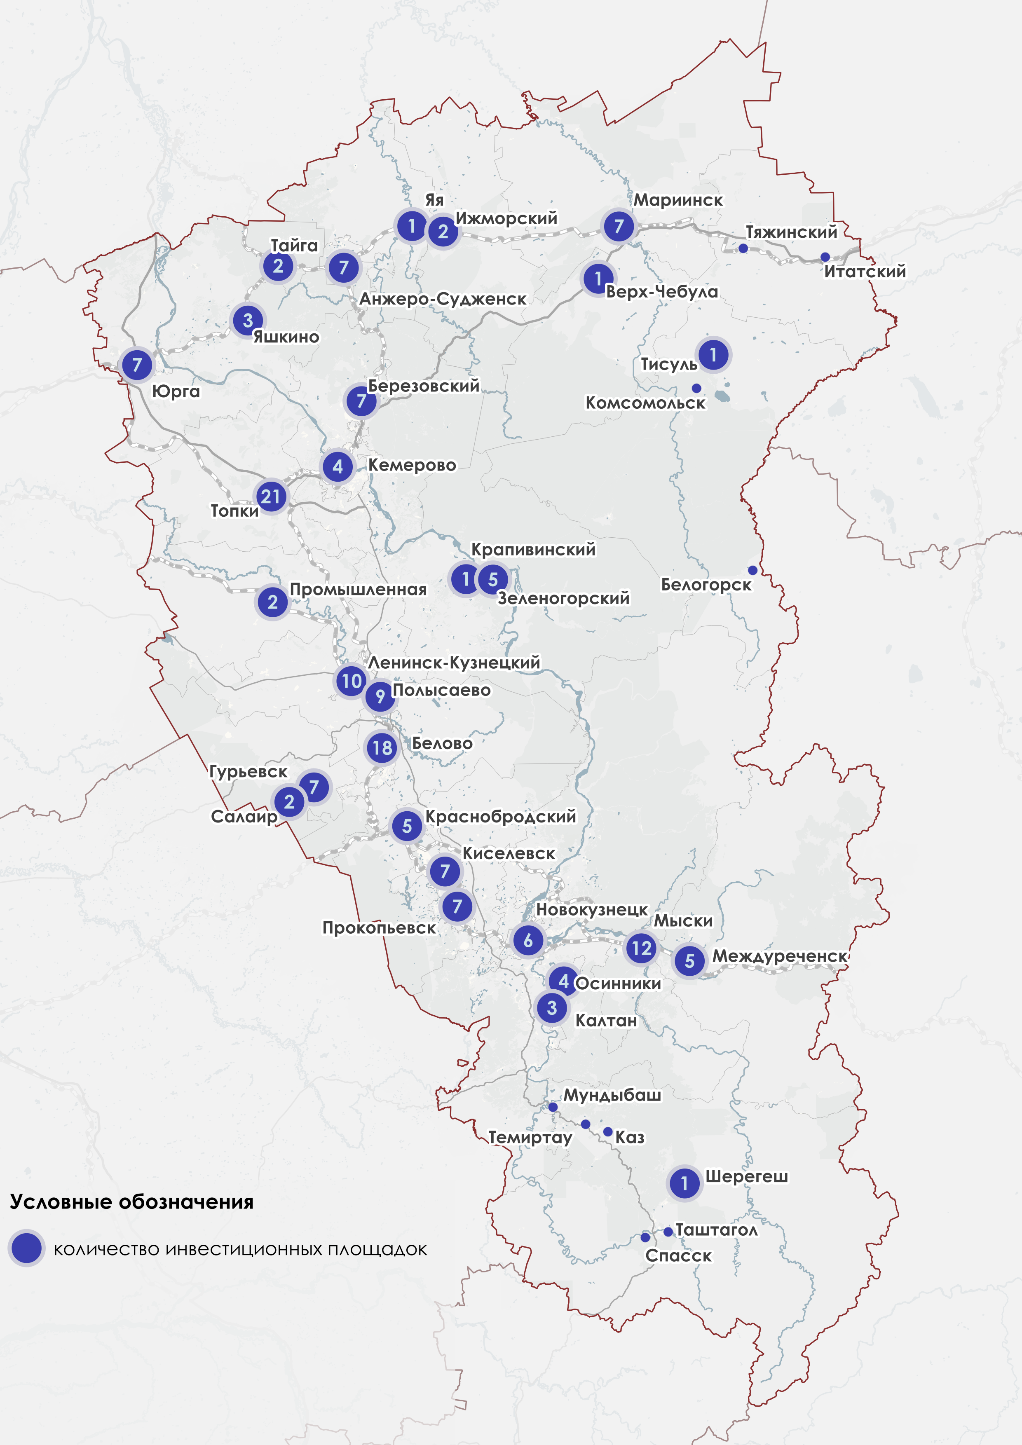 Яя
1
2
Ижморский
Мариинск
7
Тяжинский
Итатский
Тайга
2
7
Анжеро-Судженск
1
Верх-Чебула
3
Яшкино
7
Юрга
Тисуль
1
Комсомольск
Березовский
7
4
Кемерово
21
Топки
Крапивинский
1
5
Зеленогорский
Белогорск
2
Промышленная
Ленинск-Кузнецкий
10
9
Полысаево
18
Белово
Гурьевск
7
2
Салаир
5
Краснобродский
Киселевск
7
7
Прокопьевск
Новокузнецк
6
Мыски
12
5
Междуреченск
4
Осинники
3
Калтан
Мундыбаш
Темиртау
Каз
1
Шерегеш
Таштагол
Спасск
Условные обозначения
количество инвестиционных площадок